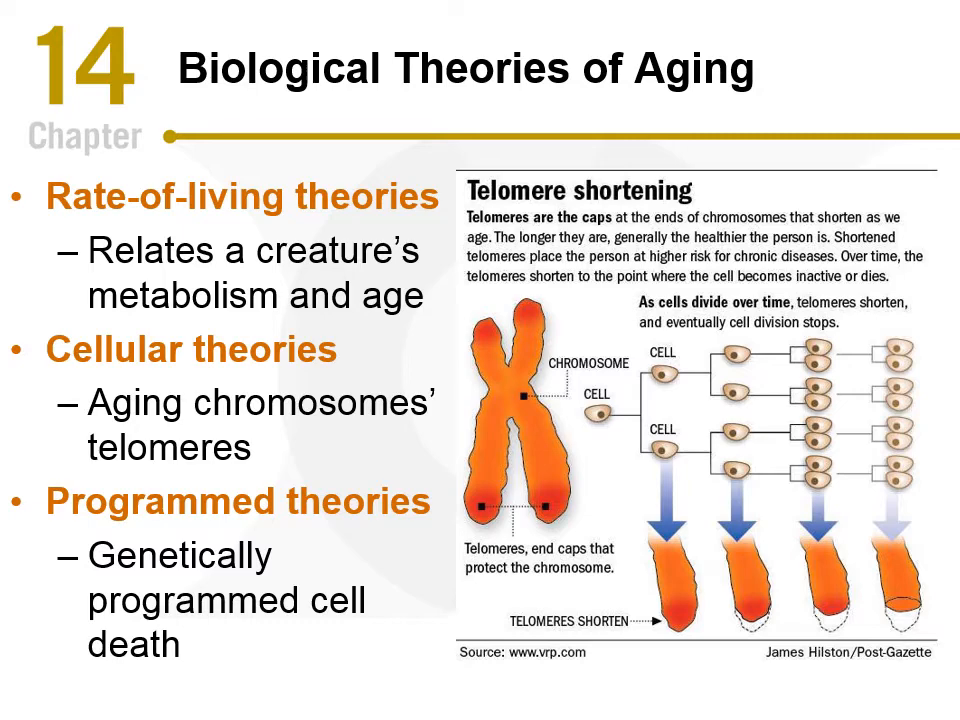 14
Chapter
Biological Theories of Aging
• Rate-of-living theories
– Relates a creature’s
metabolism and age
• Cellular theories
– Aging chromosomes’
telomeres
• Programmed theories
– Genetically
programmed cell
death
Telomere shortening
Telomeres are the caps at the ends of chromosomes that shorten as we
age. The longer they are, generally the healthier the person is. Shortened
telomeres place the person at higher risk for chronic diseases. Over time, the
telomeres shorten to the point where the cell becomes inactive or dies.
As cells divide over time, telomeres shorten,
and eventually cell division stops.
CHROMOSOME
CELL
CELL
CELL
Telomeres, end caps that
protect the chromosome.
TELOMERES SHORTEN
Source: www.vrp.com
James Hilston/Post-Gazette